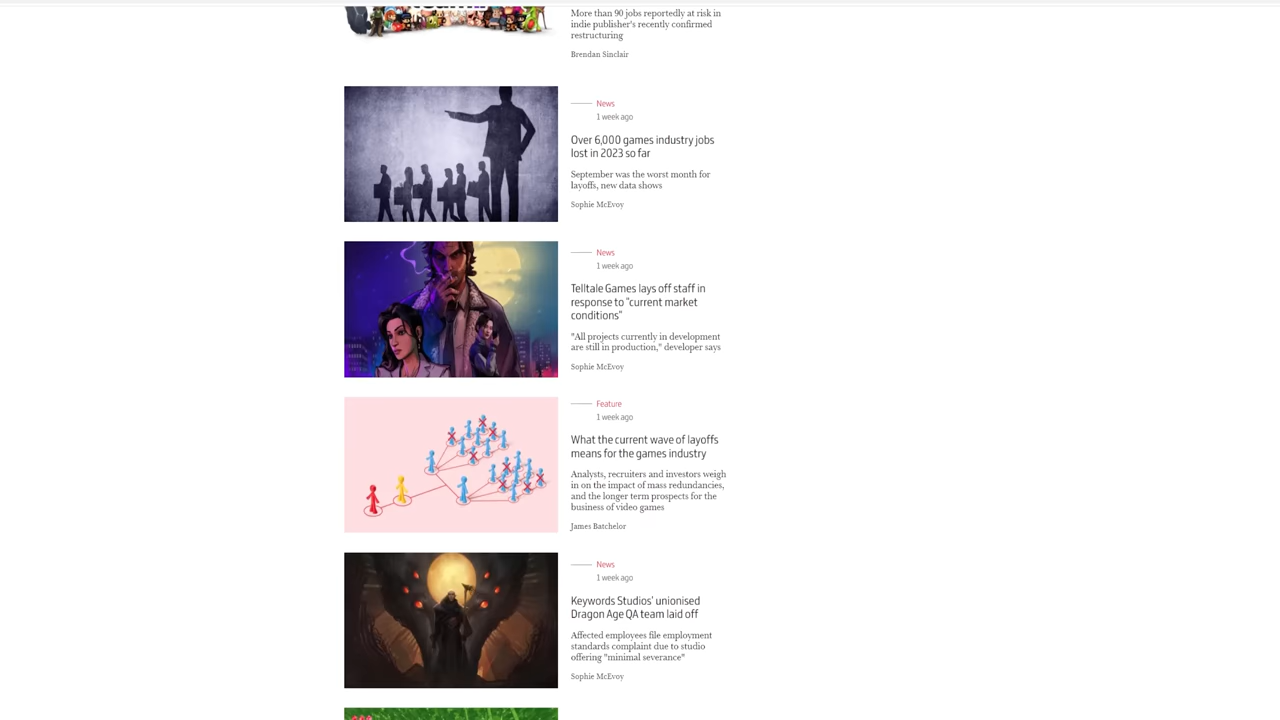 More than 90 jobs reportedly at risk in
indie publisher's recently confirmed
restructuring
Brendan Sinclair
News
1 week ago
Over 6,000 games industry jobs
lost in 2023 so far
September was the worst month for
layoffs, new data shows
Sophie McEvoy
News
1 week ago
Telltale Games lays off staff in
response to "current market
conditions"
"All projects currently in development
are still in production," developer says
Sophie McEvoy
Feature
1 week ago
What the current wave of layoffs
means for the games industry
Analysts, recruiters and investors weigh
in on the impact of mass redundancies,
and the longer term prospects for the
business of video games
James Batchelor
News
1 week ago
Keywords Studios' unionised
Dragon Age QA team laid off
Affected employees file employment
standards complaint due to studio
offering "minimal severance"
Sophie McEvoy